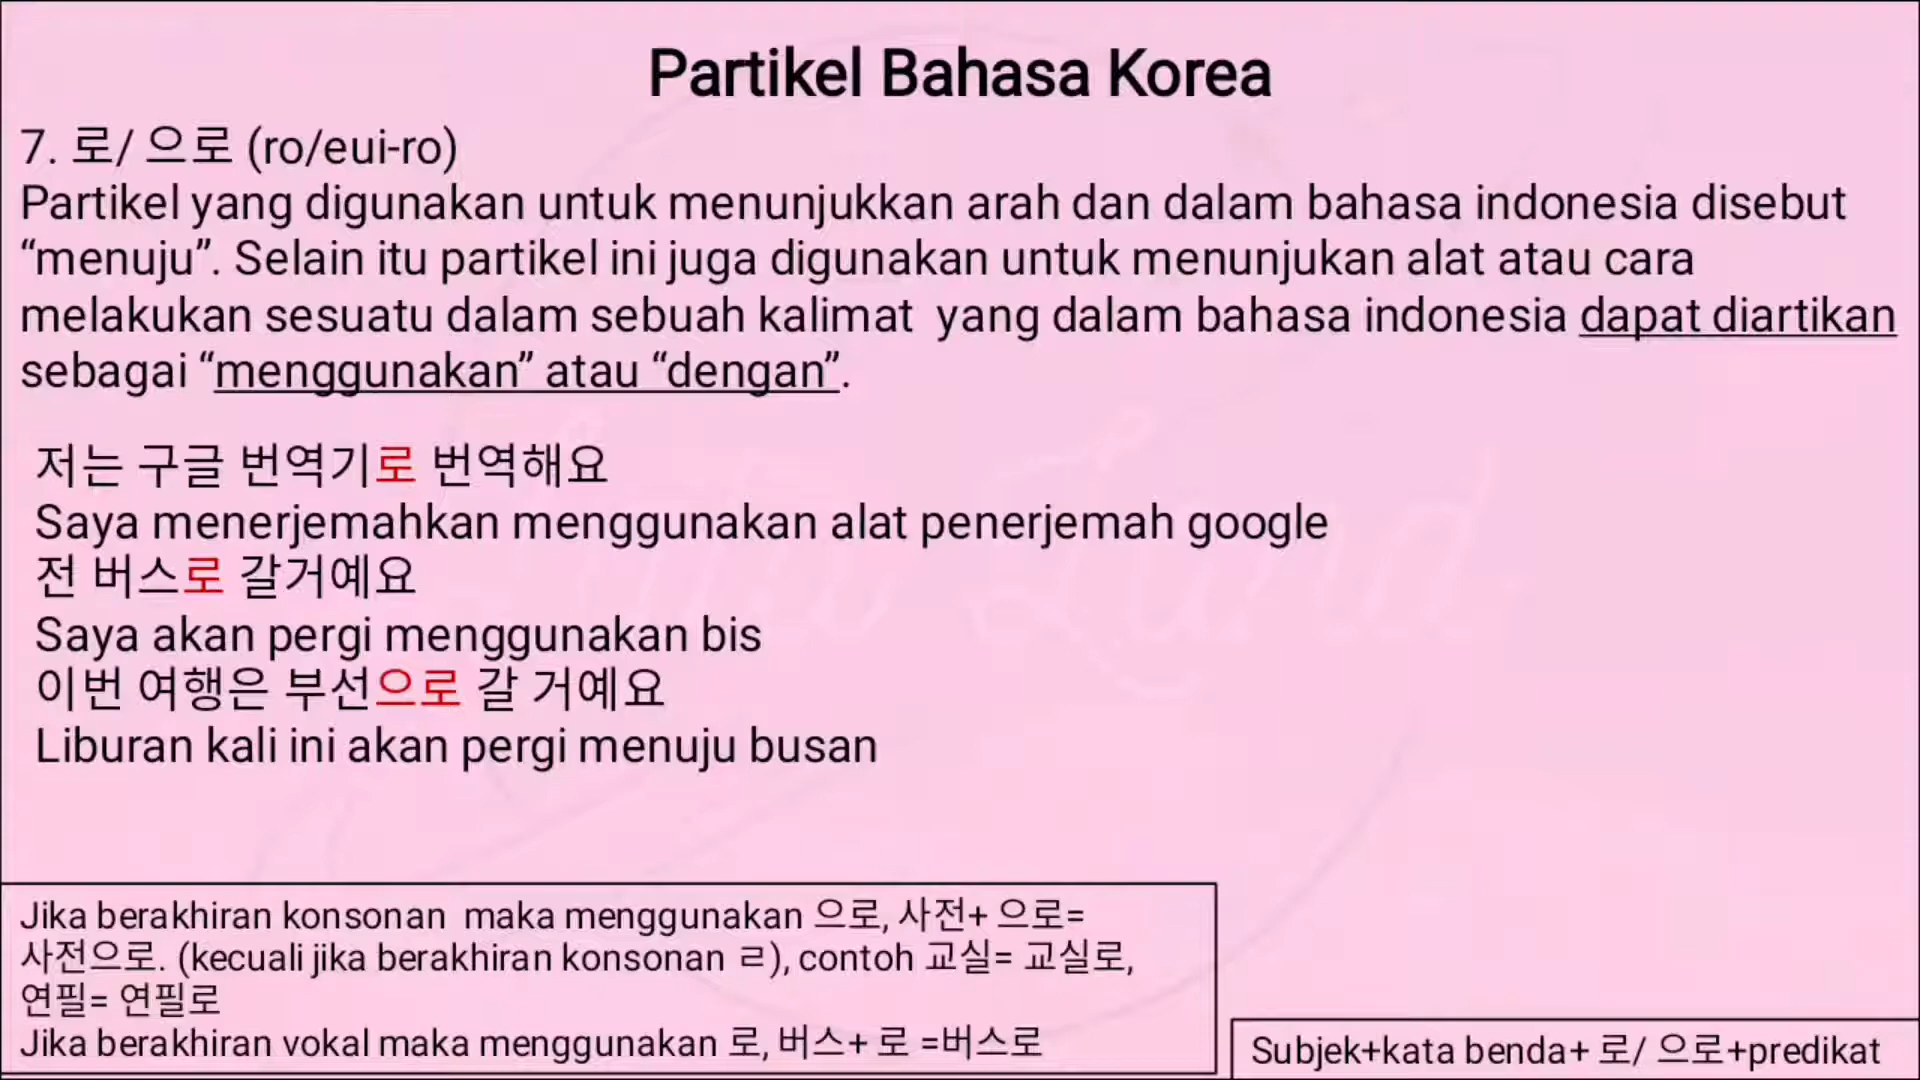 Partikel Bahasa Korea
7. 로/ 으로 (ro/eui-ro)
Partikel yang digunakan untuk menunjukkan arah dan dalam bahasa indonesia disebut
“menuju”. Selain itu partikel ini juga digunakan untuk menunjukan alat atau cara
melakukan sesuatu dalam sebuah kalimat  yang dalam bahasa indonesia dapat diartikan
sebagai “menggunakan” atau “dengan”.
저는 구글 번역기로 번역해요
Saya menerjemahkan menggunakan alat penerjemah google
전 버스로 갈거예요
Saya akan pergi menggunakan bis
이번 여행은 부선으로 갈 거예요
Liburan kali ini akan pergi menuju busan
Jika berakhiran konsonan  maka menggunakan 으로, 사전+ 으로=
사전으로. (kecuali jika berakhiran konsonan ㄹ), contoh 교실= 교실로,
연필= 연필로
Jika berakhiran vokal maka menggunakan 로, 버스+ 로 =버스로
Subjek+kata benda+ 로/ 으로+predikat